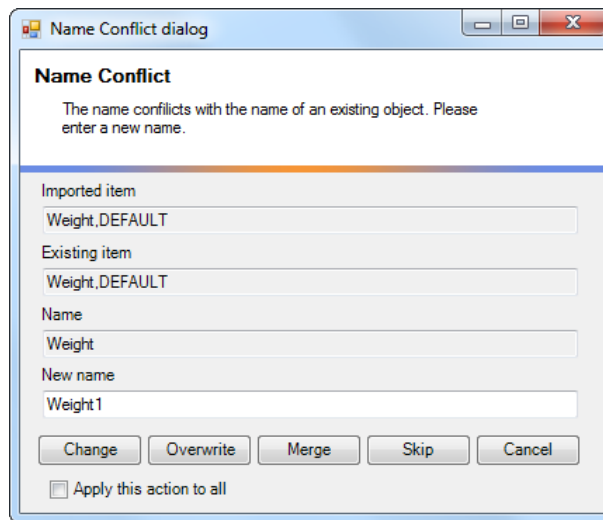 Name Conflict dialog
Name Conflict
The name confilicts with the name of an existing object. Please
enter a new name.
Imported item
Weight,DEFAULT
Existing item
Weight,DEFAULT
Name
Weight
New name
Weight1
Change Overwrite Merge Skip Cancel
Apply this action to all